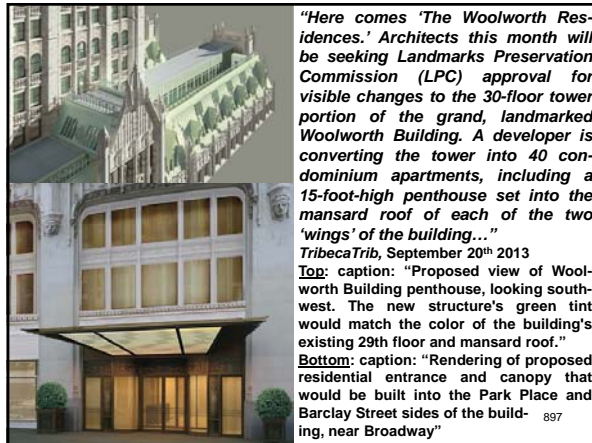 “Here comes ‘The Woolworth Res-
idences.’ Architects this month will
be seeking Landmarks Preservation
Commission (LPC) approval for
visible changes to the 30-floor tower
portion of the grand, landmarked
Woolworth Building. A developer is
converting the tower into 40 con-
dominium apartments, including a
15-foot-high penthouse set into the
mansard roof of each of the two
‘wings’ of the building…”
TribecaTrib, September 20th 2013
Top: caption: “Proposed view of Wool-
worth Building penthouse, looking south-
west. The new structure's green tint
would match the color of the building's
existing 29th floor and mansard roof.”
Bottom: caption: “Rendering of proposed
residential entrance and canopy that
would be built into the Park Place and
Barclay Street sides of the build-
ing, near Broadway”
897